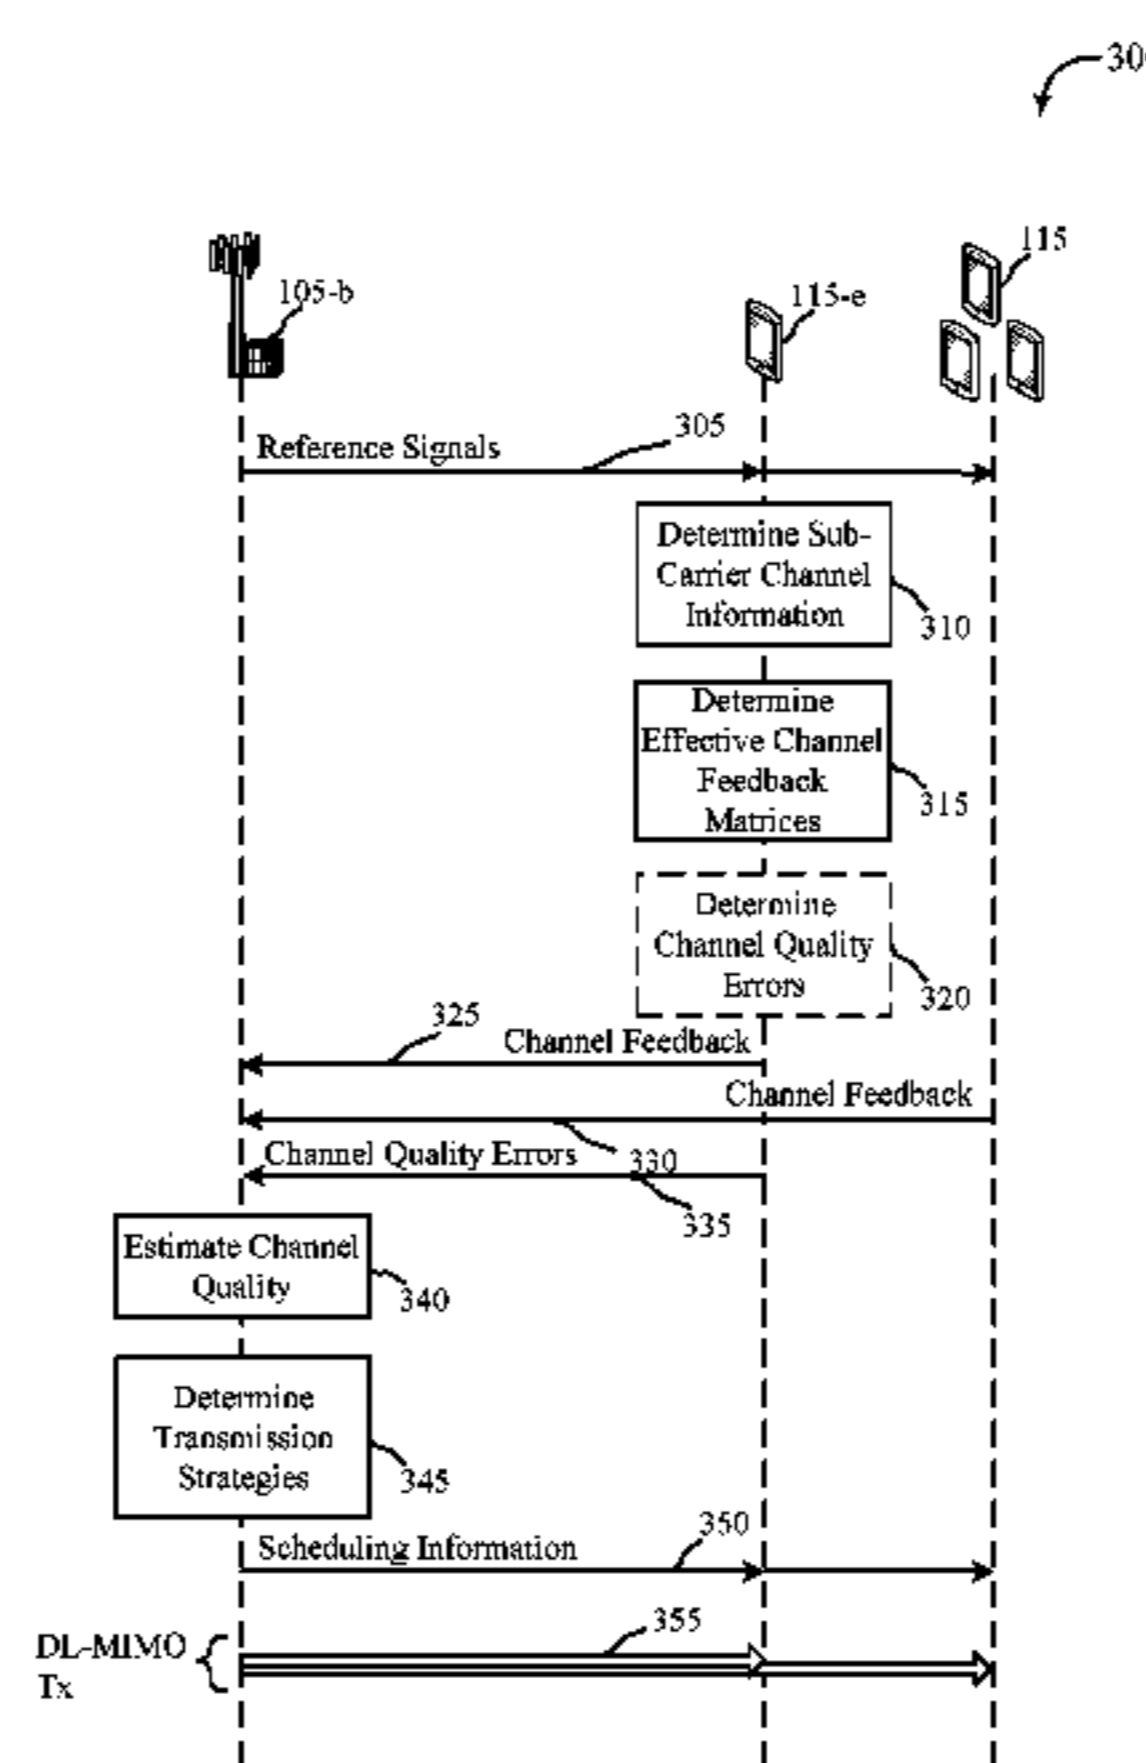 30
115
105-b
115-e
305
Reference Signals
Determine Sub-
Carrier Channel
Information
310
Determine
Effective Channel
Feedback
Matrices
315
Determine
Channel Quality
Errors
320
325
Channel Feedback
Channel Feedback
Channel Quality Errors
330
335
Estimate Channel
Quality
340
Determine
Transmission
Strategies
345
350
Scheduling Information
355
DL-MIMO
Tx